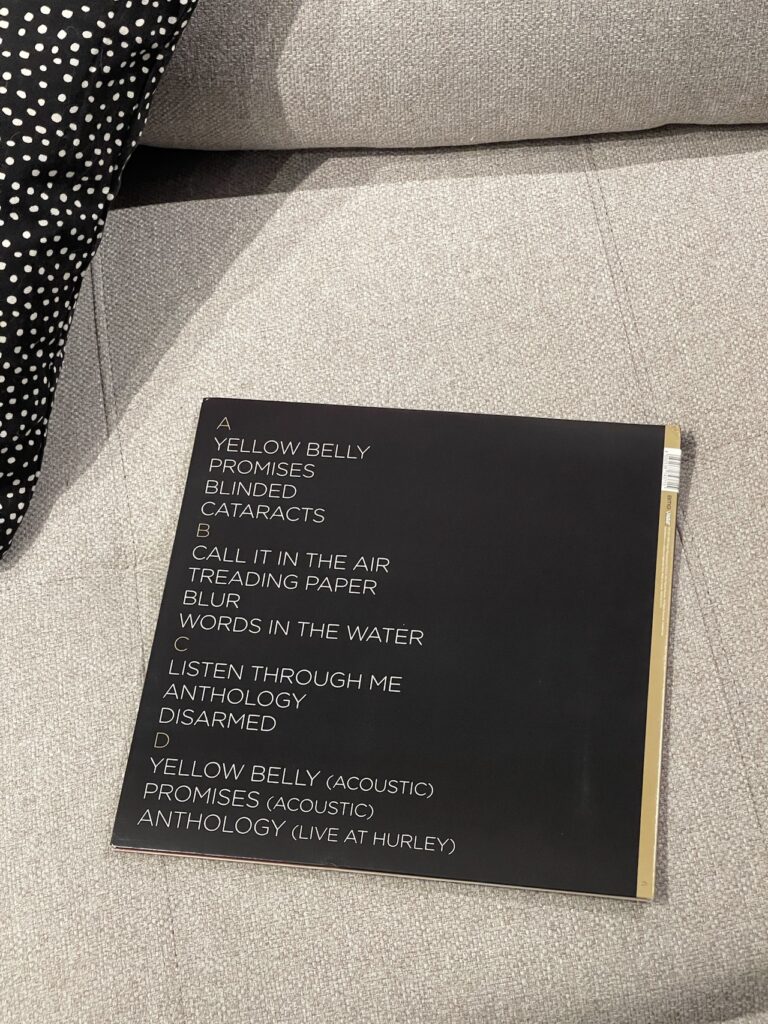 A
YELLOW BELLY
PROMISES
BLINDED
CATARACTS
B
CALL IT IN THE AIR
TREADING PAPER
BLUR
WORDS IN THE WATER
C
LISTEN THROUGH ME
ANTHOLOGY
DISARMED
D
YELLOW BELLY (ACOUSTIC)
PROMISES (ACOUSTIC)
ANTHOLOGY (LIVE AT HURLEY)